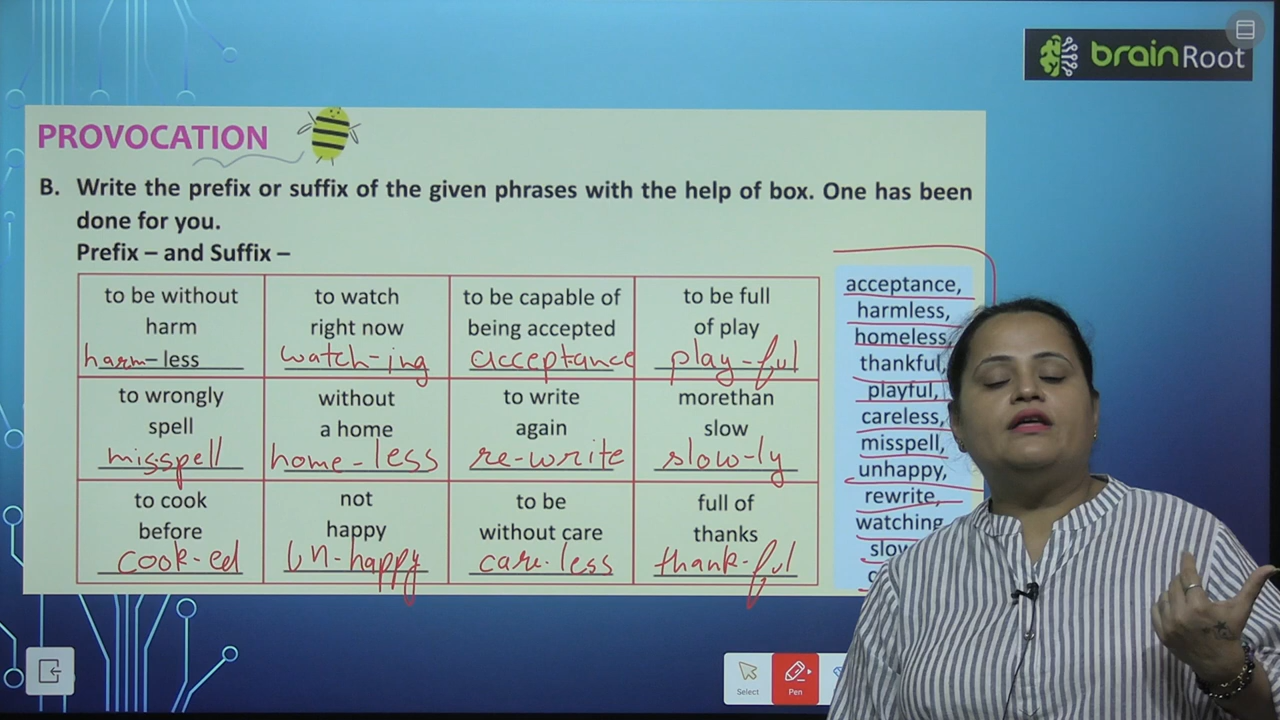 brainRoot
PROVOCATION
B. Write the prefix or suffix of the given phrases with the help of box. One has been
done for you.
Prefix – and Suffix –
to be without
harm
harm-less
to watch
right now
watch-ing
to be capable of
being accepted
acceptance
to be full
of play
play-ful
to wrongly
spell
misspell
without
a home
home-less
to write
again
re-write
morethan
slow
slow-ly
to cook
before
cook-ed
not
happy
un-happy
to be
without care
care-less
full of
thanks
thank-ful
acceptance,
harmless,
homeless,
thankful,
playful,
careless,
misspell,
unhappy,
rewrite,
watching
Select
Pen